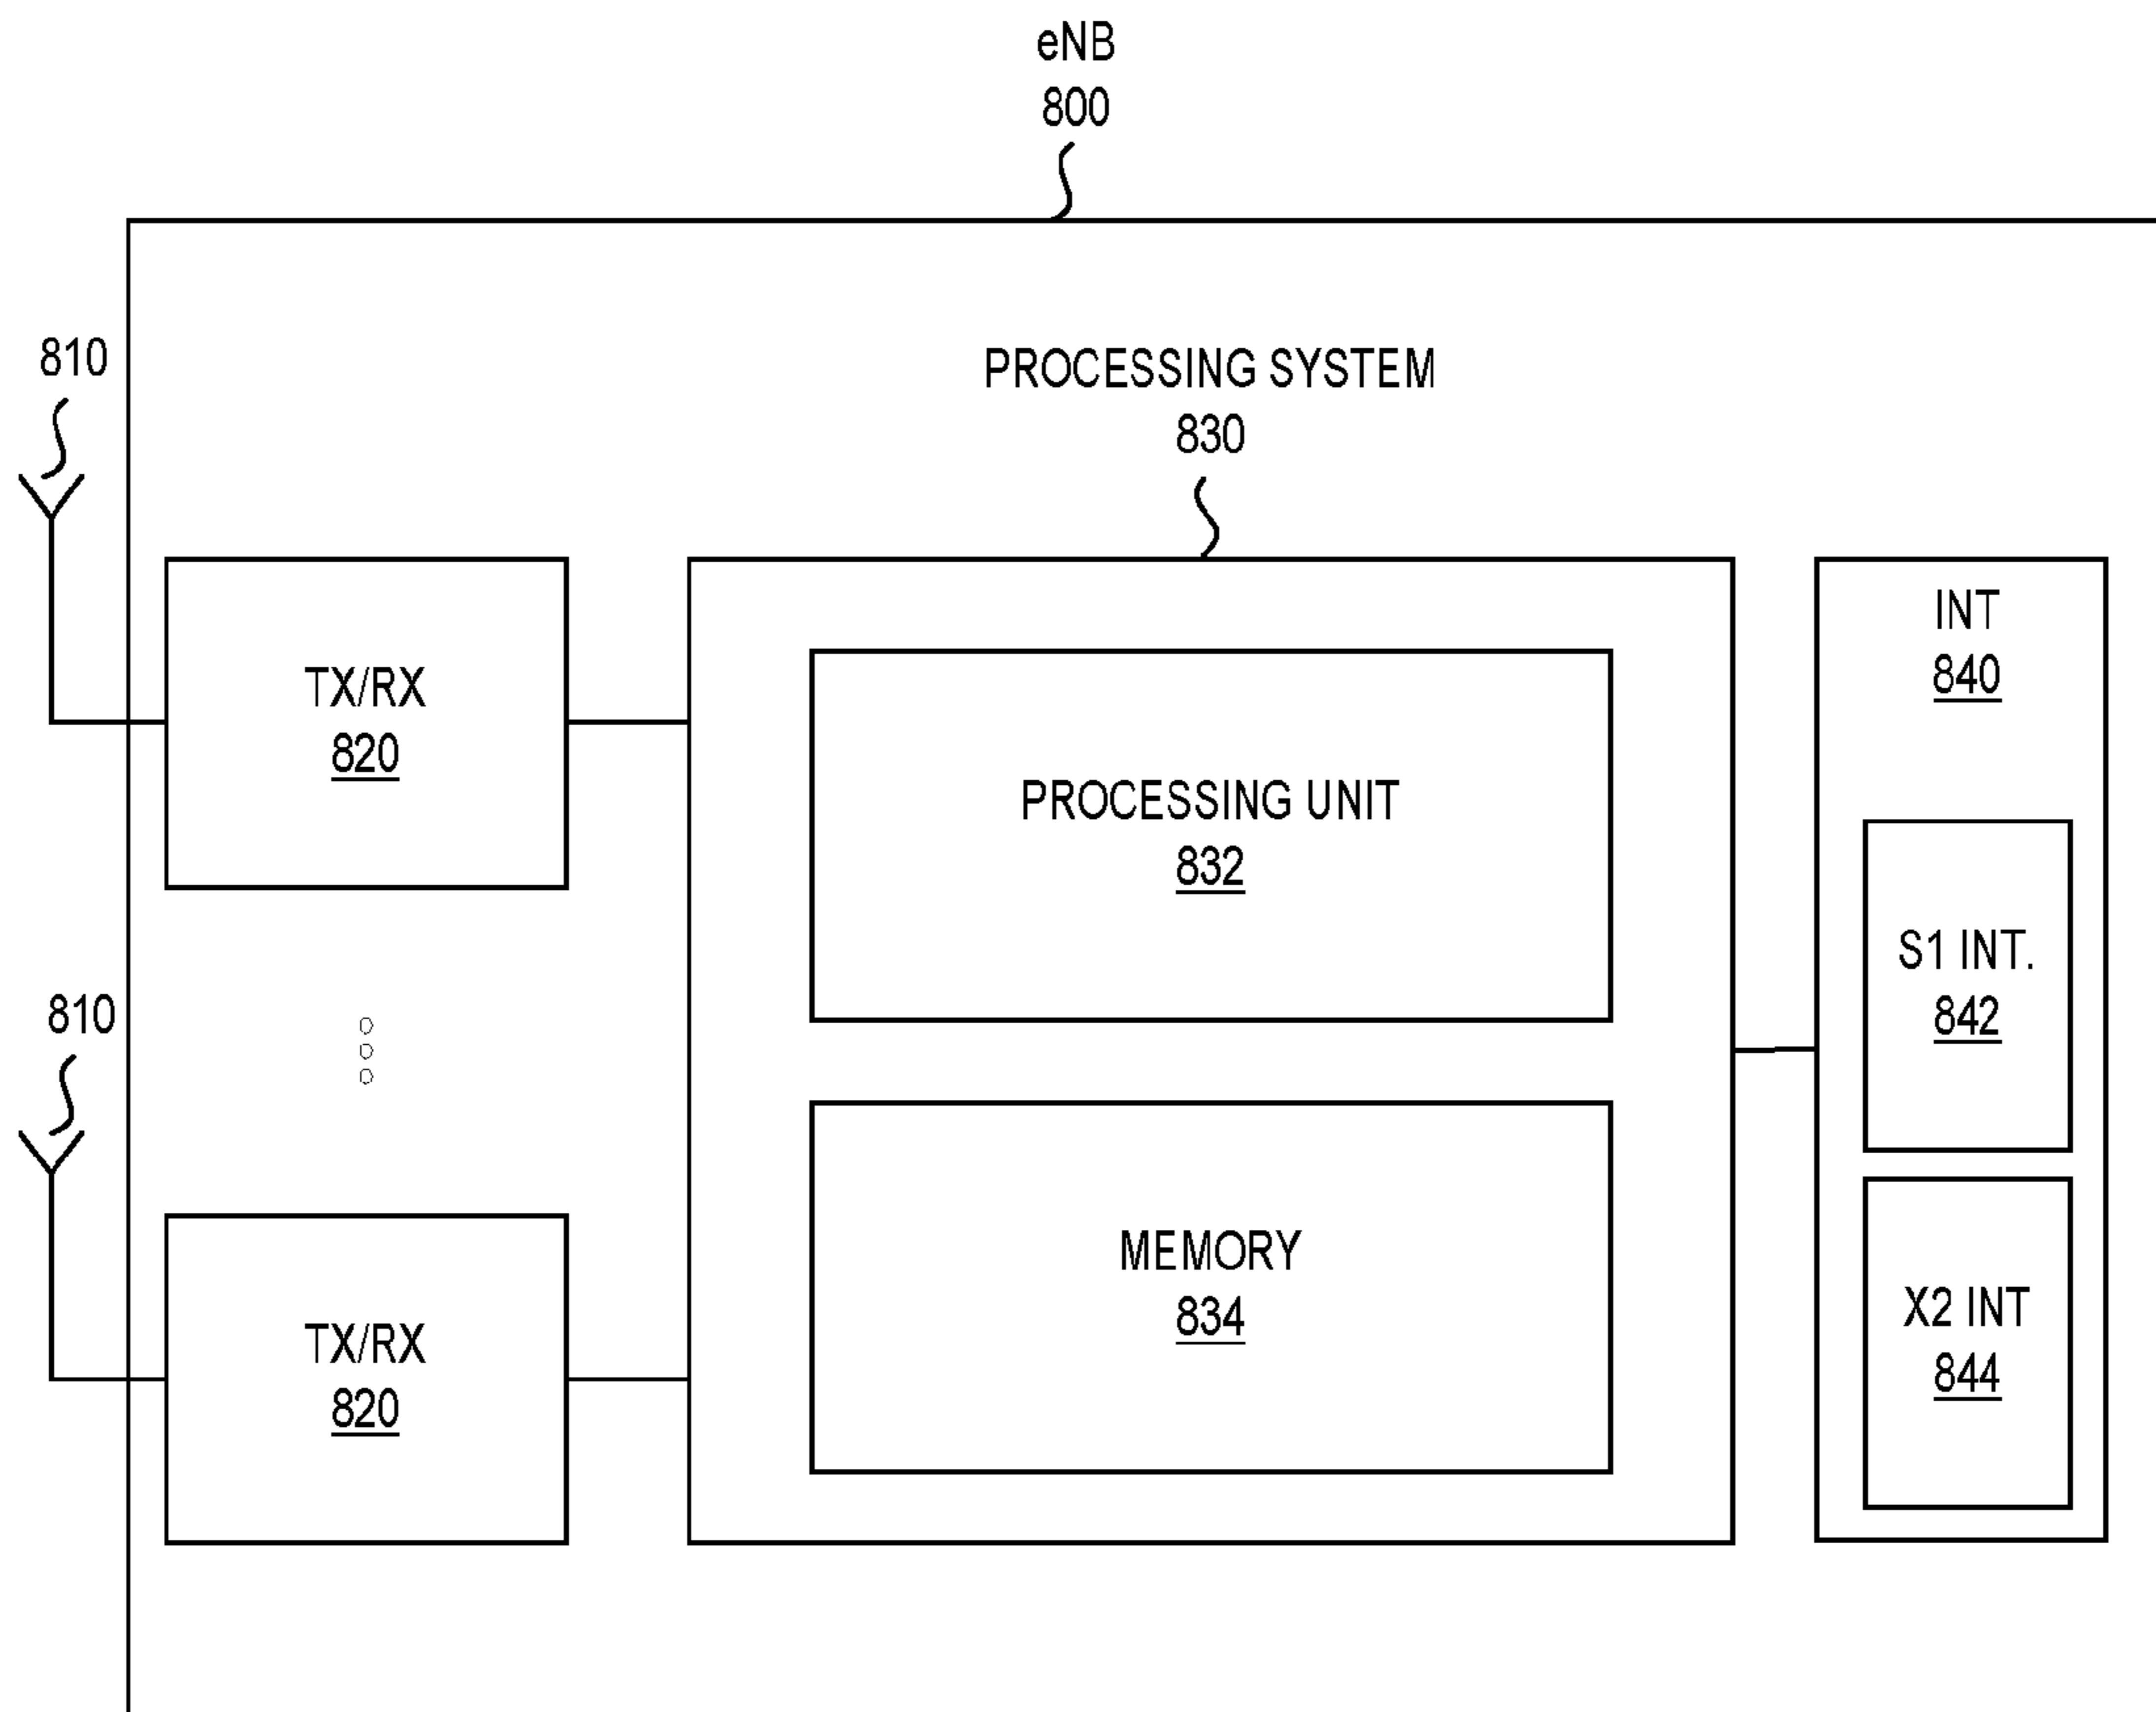 eNB
800
810
PROCESSING SYSTEM
830
TX/RX
820
PROCESSING UNIT
832
INT
840
S1 INT.
842
810
MEMORY
834
X2 INT
844
TX/RX
820